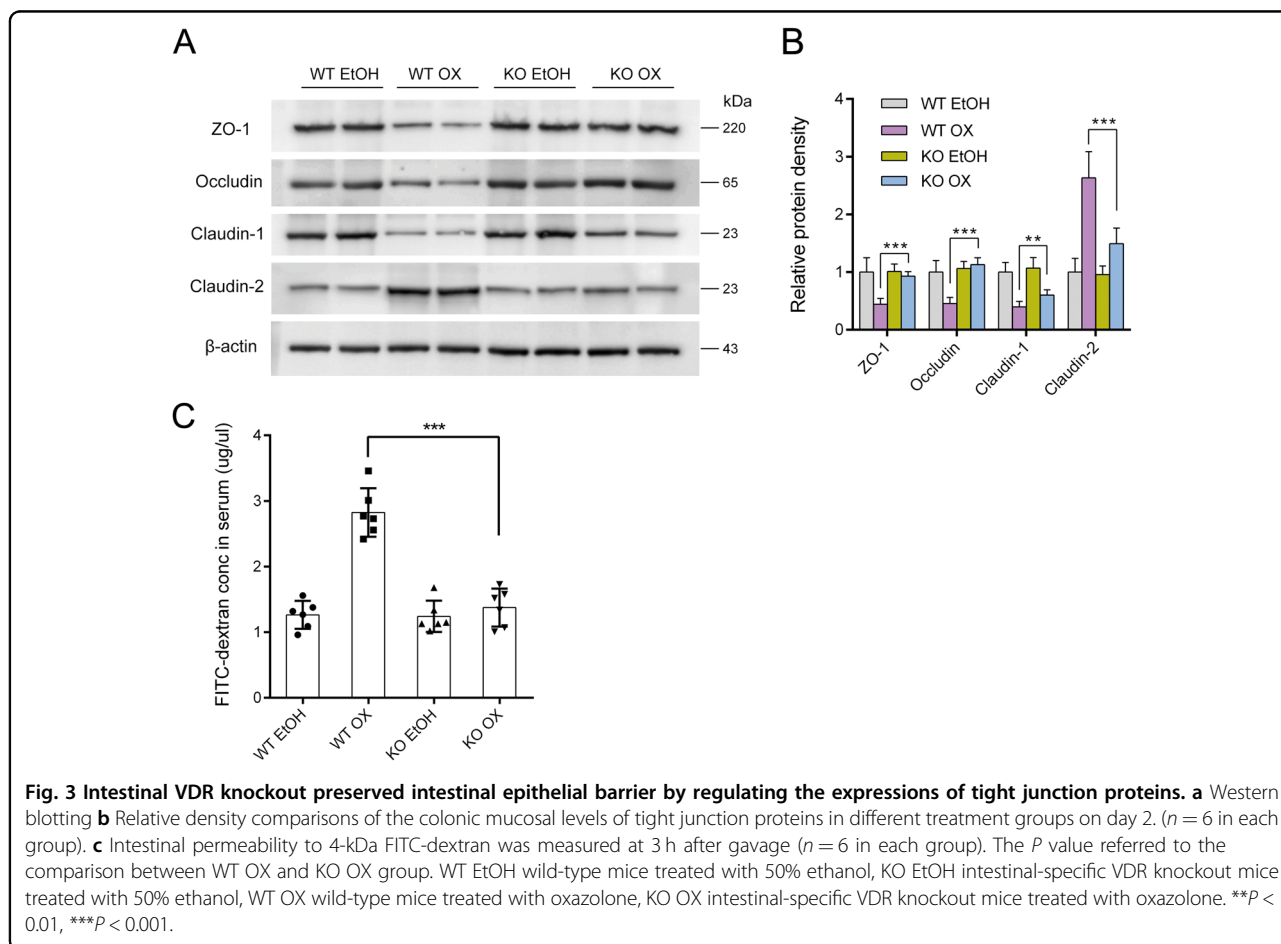 A
WT EtOH WT OX KO EtOH KO OX
kDa
ZO-1 220
Occludin 65
Claudin-1 23
Claudin-2 23
β-actin 43
B
Relative protein density
4
3
2
1
0
WT EtOH
WT OX
KO EtOH
KO OX
*** *** ** ***
ZO-1 Occludin Claudin-1 Claudin-2
C
FITC-dextran conc in serum (ug/ul)
4
3
2
1
0
***
WT EtOH WT OX KO EtOH KO OX
Fig. 3 Intestinal VDR knockout preserved intestinal epithelial barrier by regulating the expressions of tight junction proteins. a Western
blotting b Relative density comparisons of the colonic mucosal levels of tight junction proteins in different treatment groups on day 2. (n = 6 in each
group). c Intestinal permeability to 4-kDa FITC-dextran was measured at 3 h after gavage (n = 6 in each group). The P value referred to the
comparison between WT OX and KO OX group. WT EtOH wild-type mice treated with 50% ethanol, KO EtOH intestinal-specific VDR knockout mice
treated with 50% ethanol, WT OX wild-type mice treated with oxazolone, KO OX intestinal-specific VDR knockout mice treated with oxazolone. **P <
0.01, ***P < 0.001.